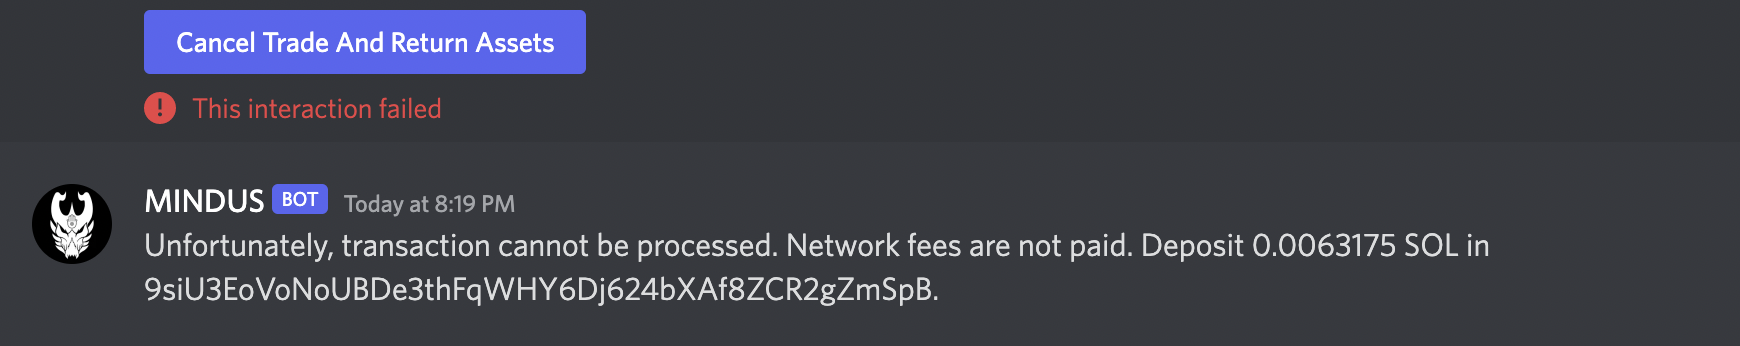 Cancel Trade And Return Assets
This interaction failed
MINDUS BOT Today at 8:19 PM
Unfortunately, transaction cannot be processed. Network fees are not paid. Deposit 0.0063175 SOL in
9siU3EoVoNoUBDe3thFqWHY6Dj624bXAf8ZCR2gZmSpB.